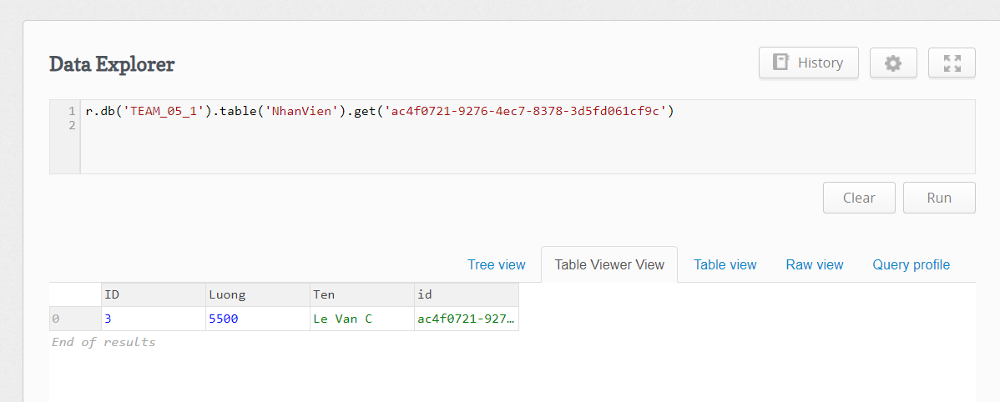 Data Explorer
History
1 r.db('TEAM_05_1').table('NhanVien').get('ac4f0721-9276-4ec7-8378-3d5fd061cf9c')
2
Clear Run
Tree view Table Viewer View Table view Raw view Query profile
ID Luong Ten id
0 3 5500 Le Van C ac4f0721-927…
End of results